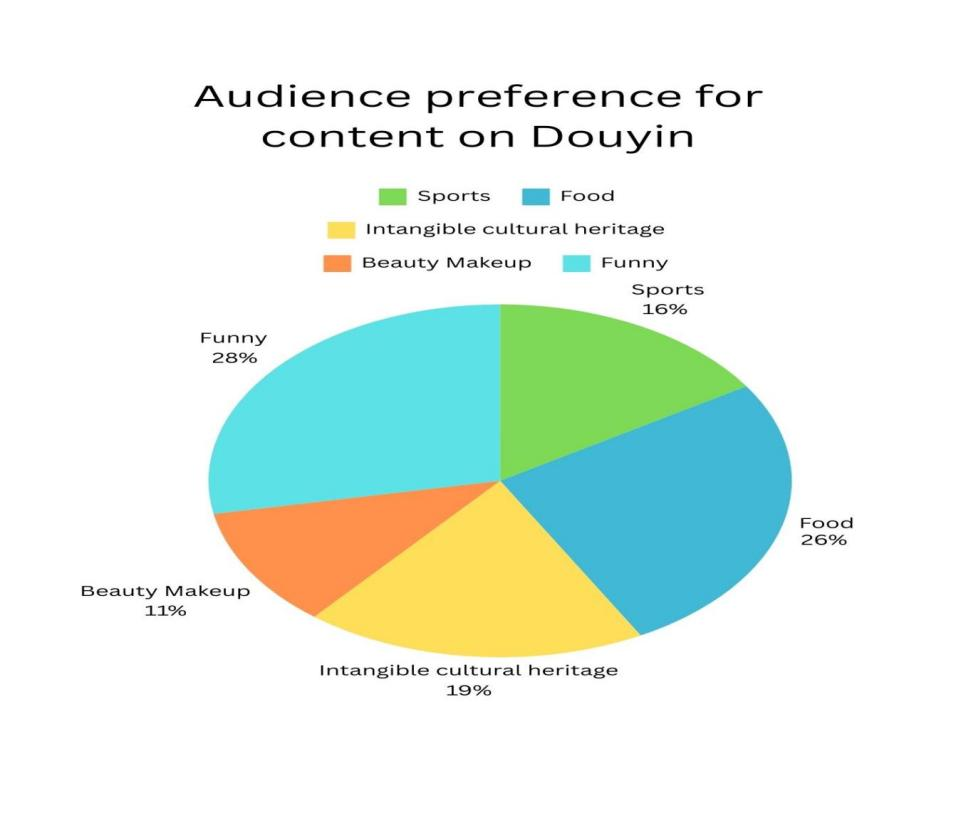 Audience preference for
content on Douyin
Sports Food
Intangible cultural heritage
Beauty Makeup Funny
Sports
16%
Funny
28%
Food
26%
Beauty Makeup
11%
Intangible cultural heritage
19%